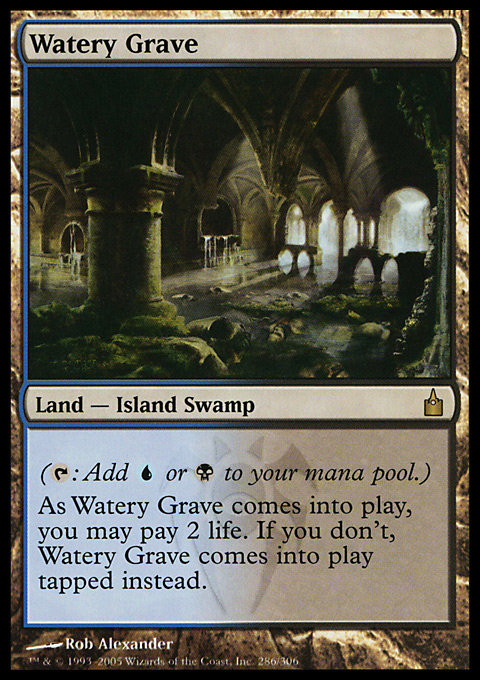 Watery Grave
Land — Island Swamp
( : Add or to your mana pool.)
As Watery Grave comes into play,
you may pay 2 life. If you don't,
Watery Grave comes into play
tapped instead.
Rob Alexander
™ & © 1993–2005 Wizards of the Coast, Inc. 286/306